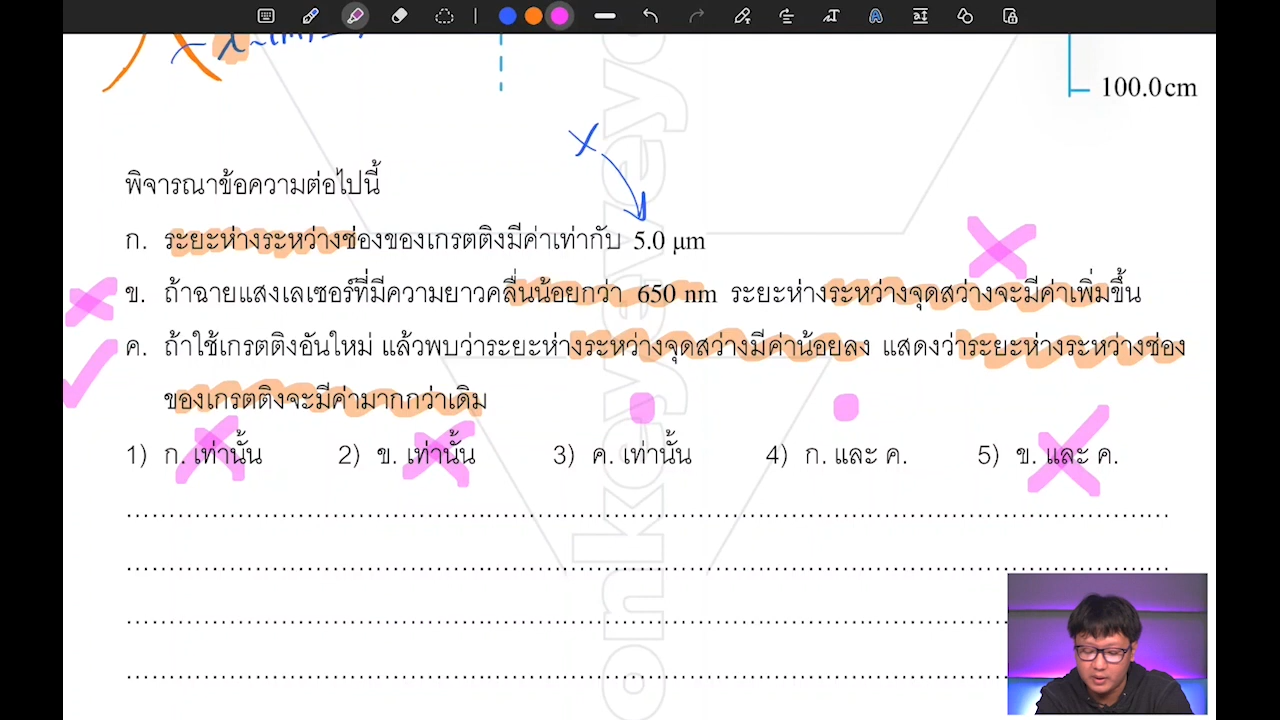 100.0 cm
พิจารณาข้อความต่อไปนี้
ก. ระยะห่างระหว่างช่องของเกรตติงมีค่าเท่ากับ 5.0 μm
ข. ถ้าฉายแสงเลเซอร์ที่มีความยาวคลื่นน้อยกว่า 650 nm ระยะห่างระหว่างจุดสว่างจะมีค่าเพิ่มขึ้น
ค. ถ้าใช้เกรตติงอันใหม่ แล้วพบว่าระยะห่างระหว่างจุดสว่างมีค่าน้อยลง แสดงว่าระยะห่างระหว่างช่อง
ของเกรตติงจะมีค่ามากกว่าเดิม
1) ก. เท่านั้น 2) ข. เท่านั้น 3) ค. เท่านั้น 4) ก. และ ค. 5) ข. และ ค.